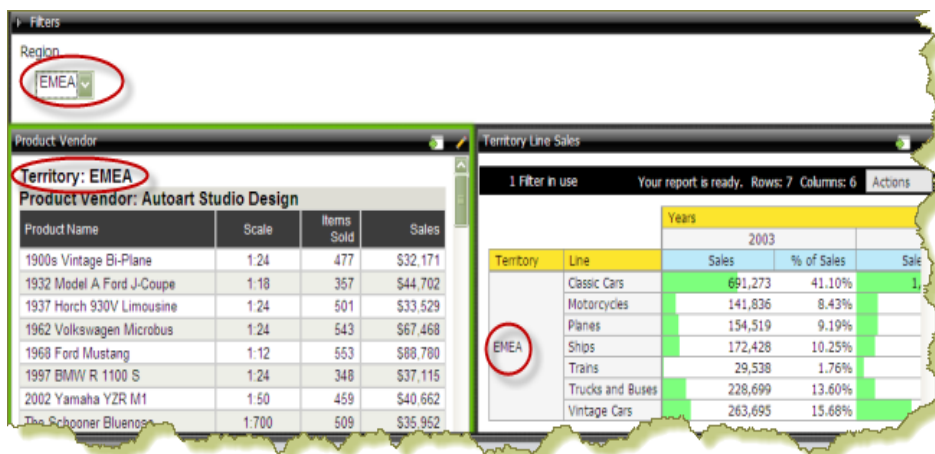 Filters
Region
EMEA
Product Vendor
Territory: EMEA
Product Vendor: Autoart Studio Design
Product Name Scale Items Sold Sales
1900s Vintage Bi-Plane 1:24 477 $32,171
1932 Model A Ford J-Coupe 1:18 357 $44,702
1937 Horch 930V Limousine 1:24 501 $33,529
1962 Volkswagen Microbus 1:24 543 $67,468
1968 Ford Mustang 1:12 553 $88,780
1997 BMW R 1100 S 1:24 348 $37,115
2002 Yamaha YZR M1 1:50 459 $40,662
The Schooner Bluenose 1:700 509 $35,952
Territory Line Sales
1 Filter in use Your report is ready. Rows: 7 Columns: 6 Actions
Years
2003
Territory Line Sales % of Sales Sale
EMEA
Classic Cars 691,273 41.10% 1,
Motorcycles 141,836 8.43%
Planes 154,519 9.19%
Ships 172,428 10.25%
Trains 29,538 1.76%
Trucks and Buses 228,699 13.60%
Vintage Cars 263,695 15.68%